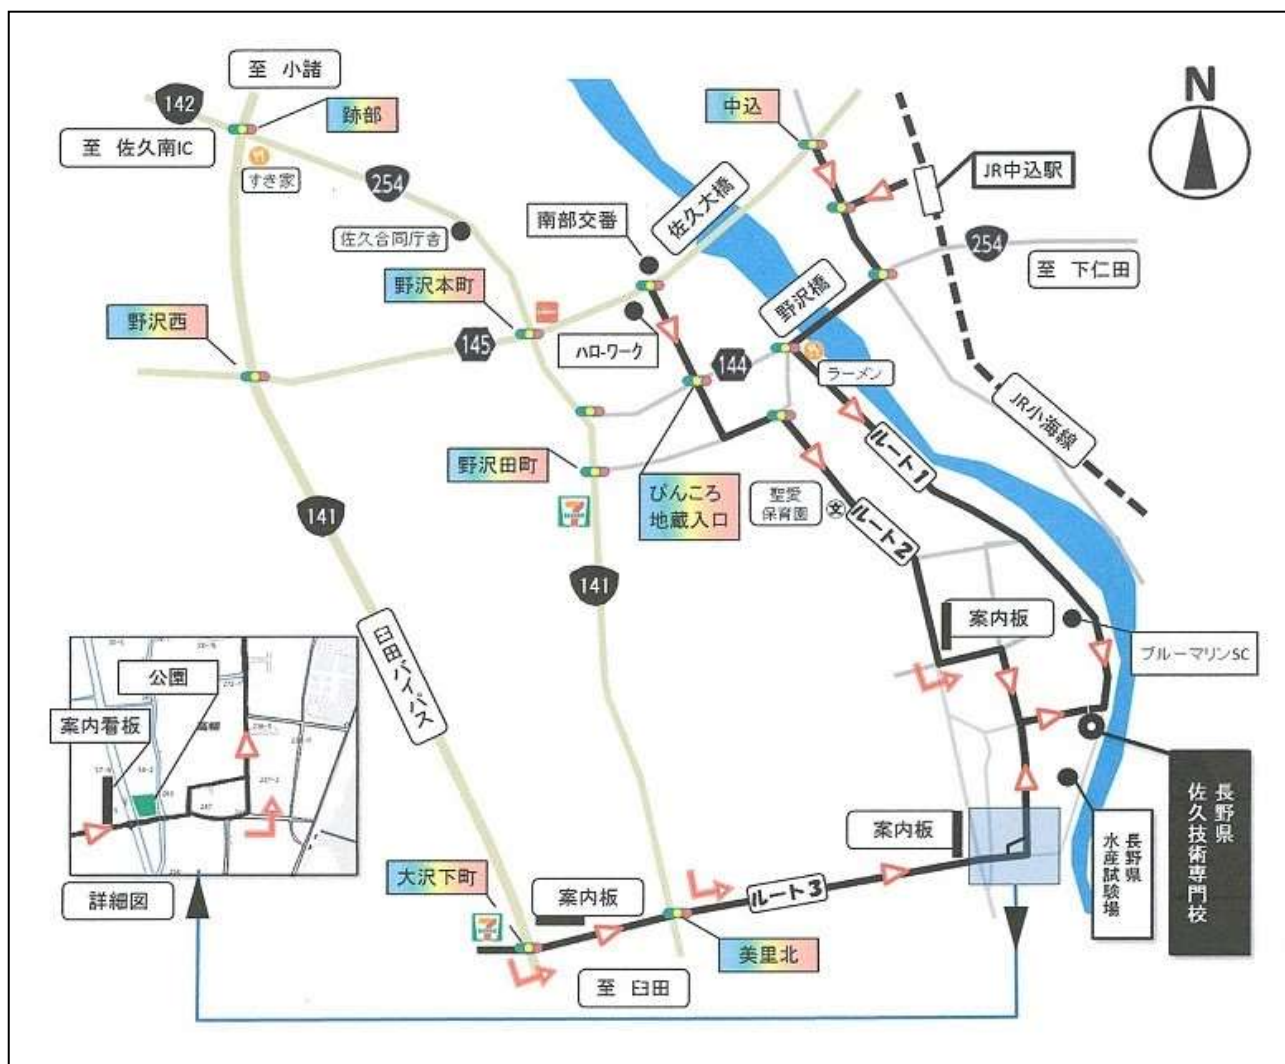 至 小諸
142
跡部
至 佐久南IC
すき家
254
佐久合同庁舎
中込
JR中込駅
N
佐久大橋
南部交番
254
至 下仁田
野沢本町
野沢橋
野沢西
145
ハローワーク
144
ラーメン
JR小海線
ルート1
野沢田町
ぴんころ
地蔵入口
聖愛
保育園
文
ルート2
7
141
141
臼田バイパス
案内板
ブルーマリンSC
公園
案内看板
詳細図
長野県
佐久技術専門校
長野県
水産試験場
案内板
大沢下町
案内板
ルート3
7
美里北
至 臼田